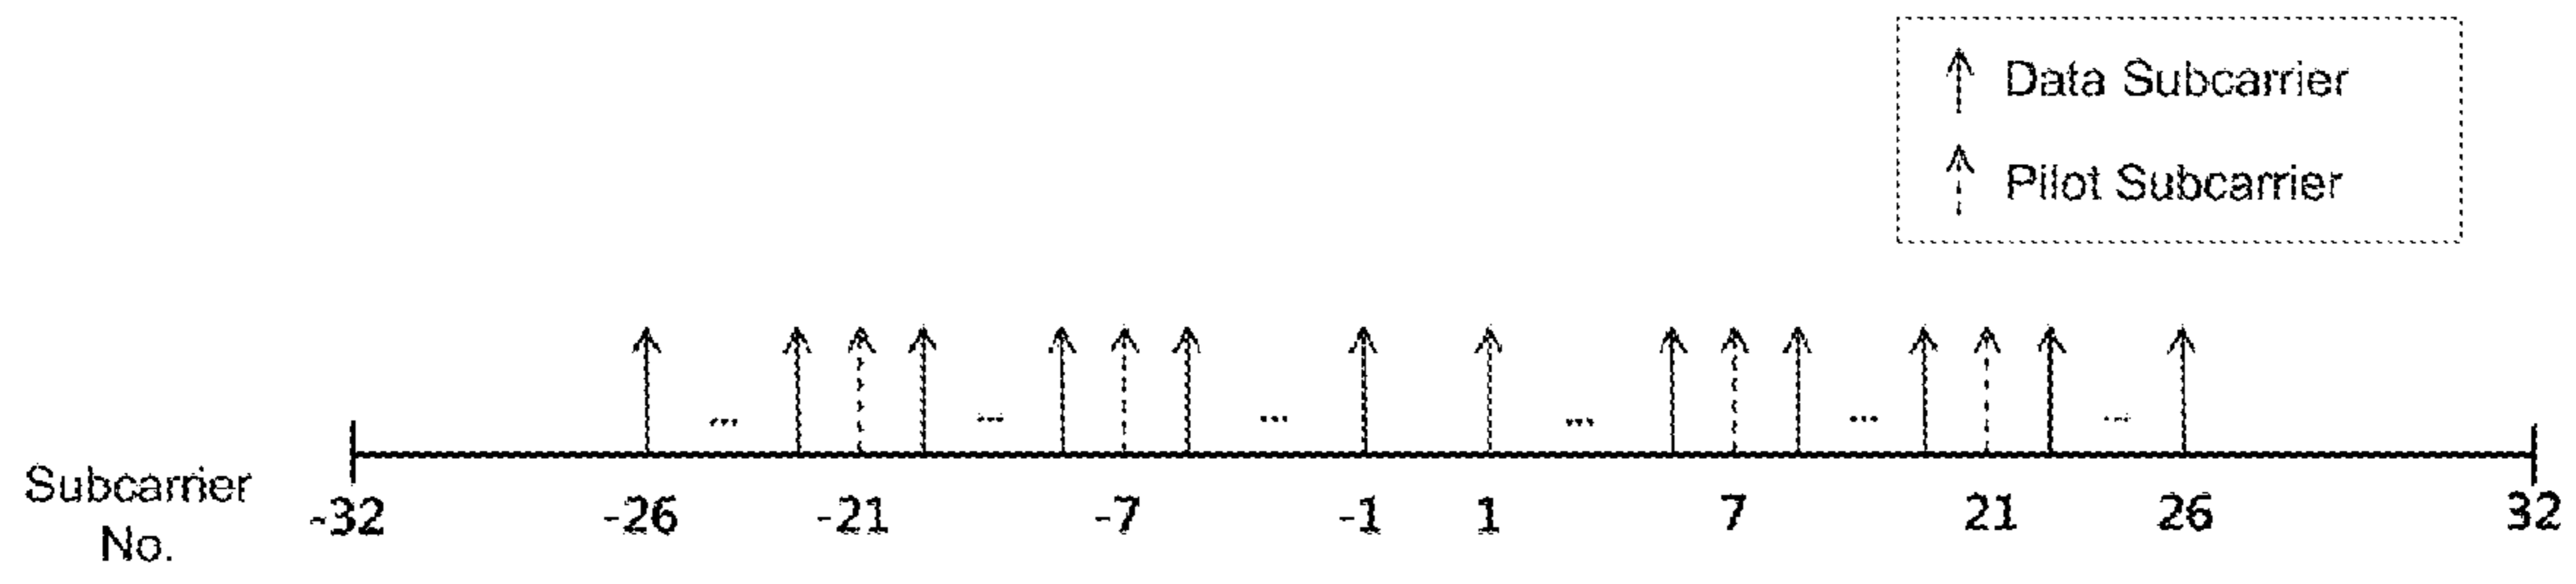 Data Subcarrier
Pilot Subcarrier
... ... ... ... ... ...
Subcarrier
No.
-32 -26 -21 -7 -1 1 7 21 26 32